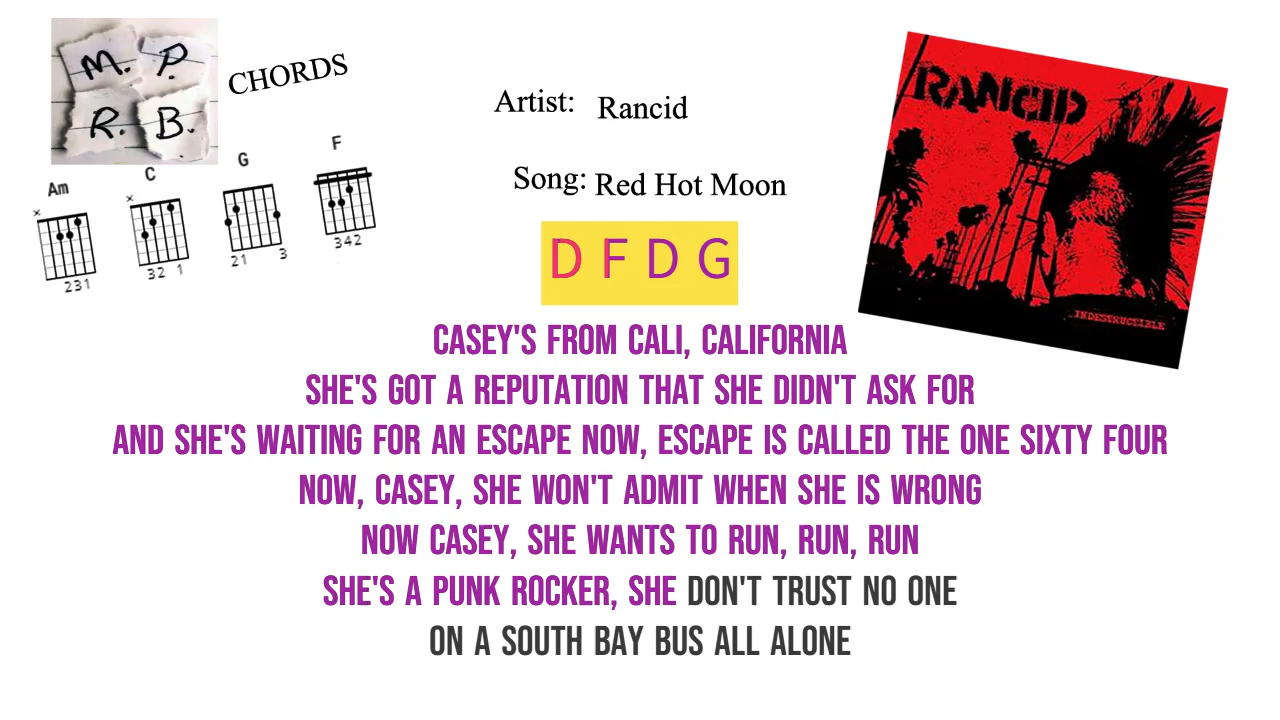 M. P.
R. B.
CHORDS
Am
x
231
C
x
32 1
G
21 3
F
342
Artist: Rancid
Song: Red Hot Moon
D F D G
RANCID
INDESTRUCTIBLE
CASEY'S FROM CALI, CALIFORNIA
SHE'S GOT A REPUTATION THAT SHE DIDN'T ASK FOR
AND SHE'S WAITING FOR AN ESCAPE NOW, ESCAPE IS CALLED THE ONE SIXTY FOUR
NOW, CASEY, SHE WON'T ADMIT WHEN SHE IS WRONG
NOW CASEY, SHE WANTS TO RUN, RUN, RUN
SHE'S A PUNK ROCKER, SHE DON'T TRUST NO ONE
ON A SOUTH BAY BUS ALL ALONE